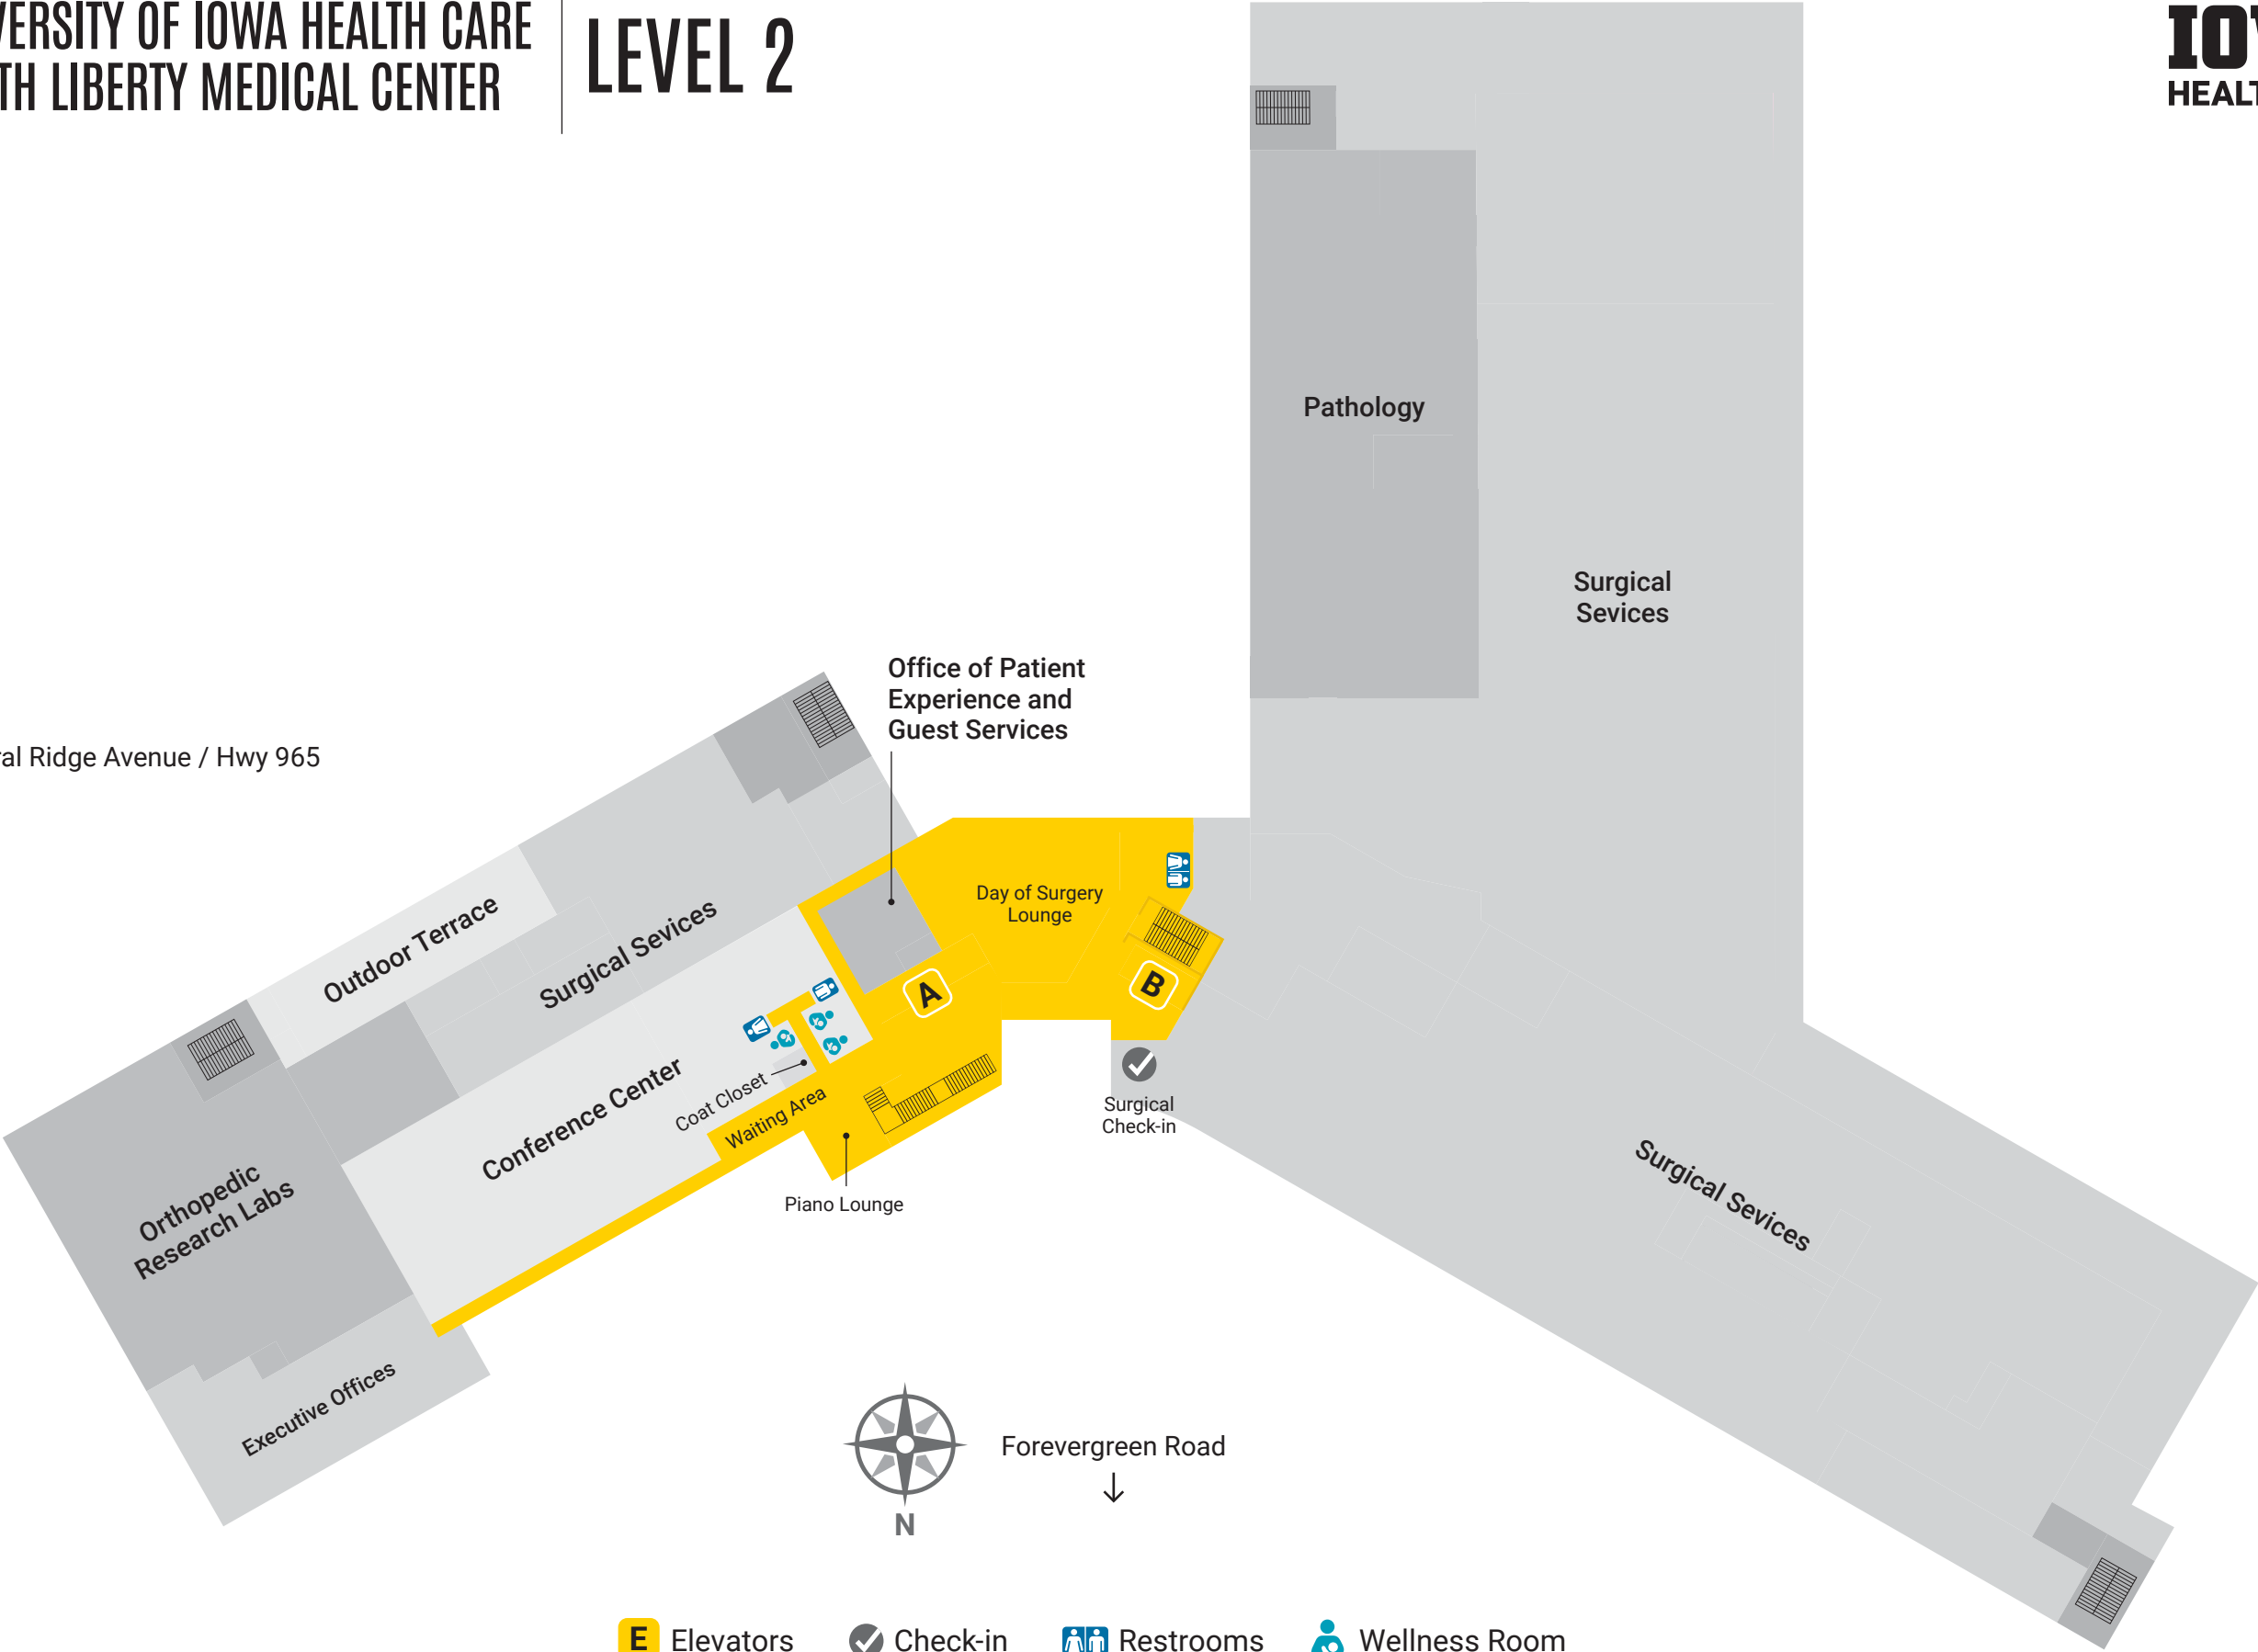 VERSITY OF IOWA HEALTH CARE
TH LIBERTY MEDICAL CENTER
LEVEL 2
IOW
HEALT
Pathology
Surgical
Sevices
Office of Patient
Experience and
Guest Services
ral Ridge Avenue / Hwy 965
Outdoor Terrace
Surgical Sevices
Day of Surgery
Lounge
A
B
Conference Center
Coat Closet
Waiting Area
Surgical
Check-in
Piano Lounge
Orthopedic
Research Labs
Surgical Sevices
Executive Offices
Forevergreen Road
N
E Elevators
Check-in
Restrooms
Wellness Room